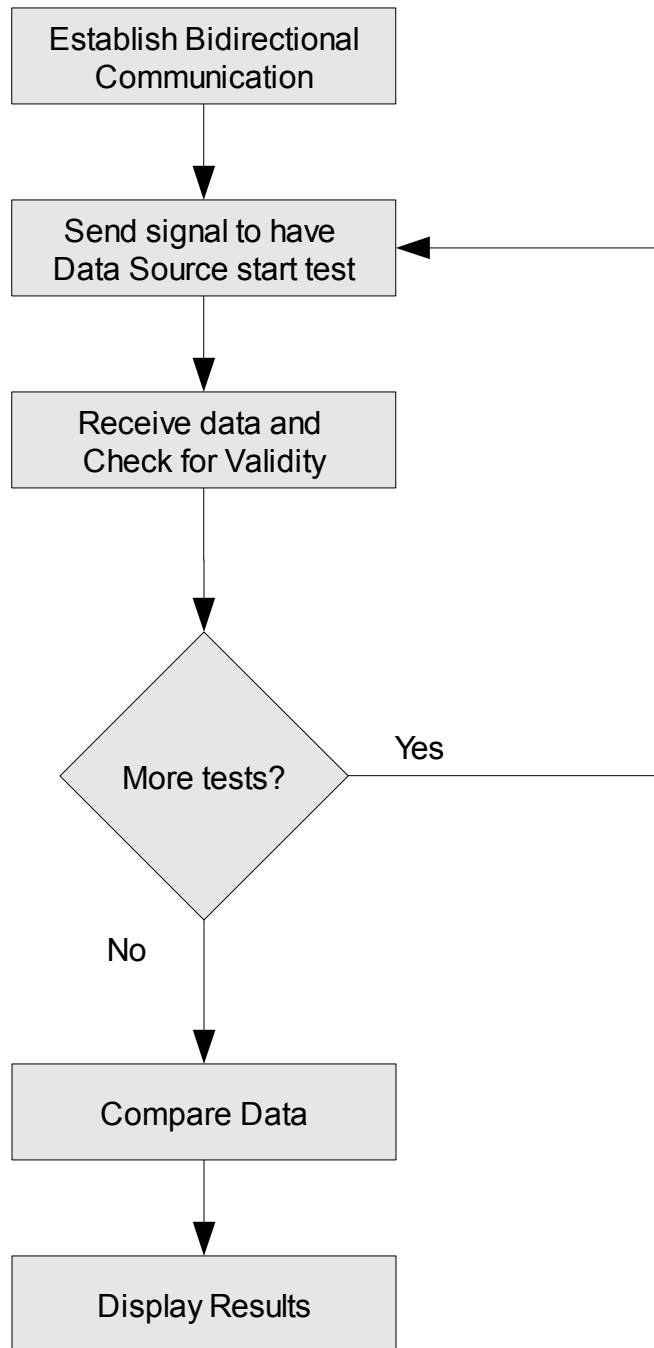 Establish Bidirectional
Communication
Send signal to have
Data Source start test
Receive data and
Check for Validity
More tests?
Yes
No
Compare Data
Display Results